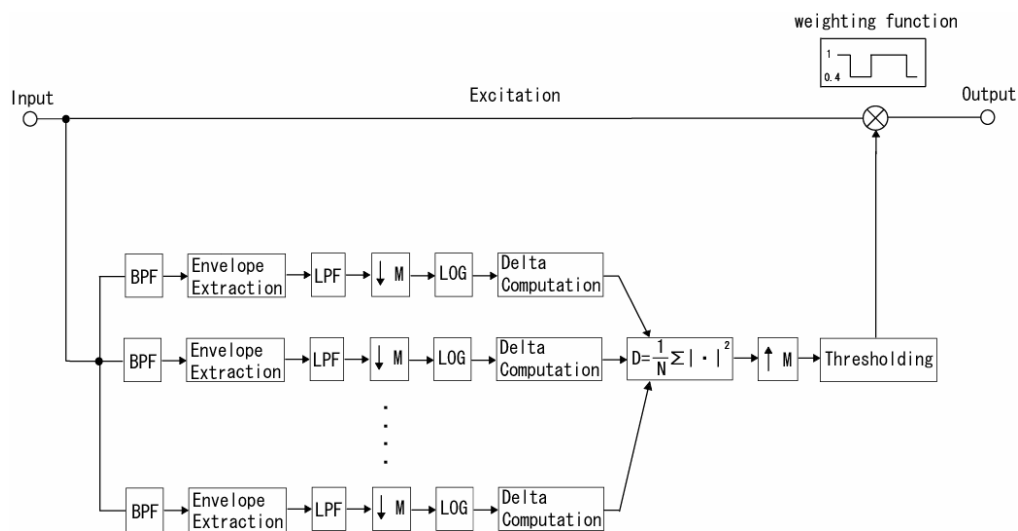 weighting function
1
0.4
Input
Excitation
Output
BPF
Envelope
Extraction
LPF
↓ M
LOG
Delta
Computation
BPF
Envelope
Extraction
LPF
↓ M
LOG
Delta
Computation
D=1/N Σ|·|²
↑ M
Thresholding
BPF
Envelope
Extraction
LPF
↓ M
LOG
Delta
Computation